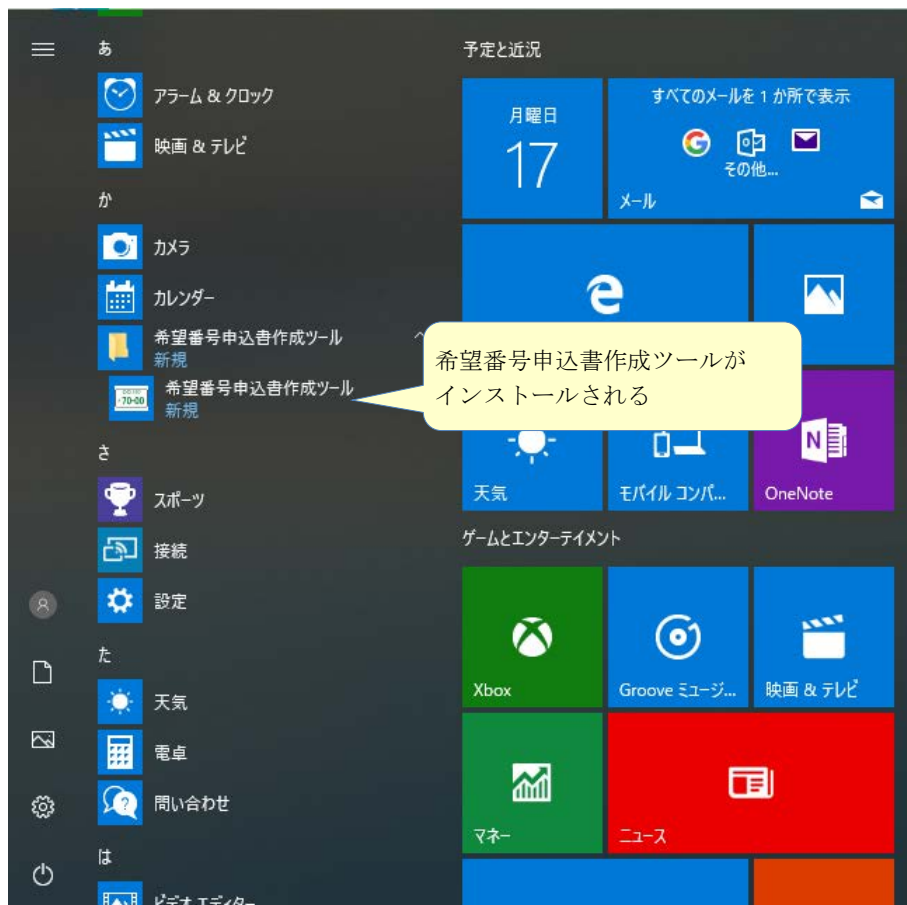 あ
アラーム & クロック
映画 & テレビ
か
カメラ
カレンダー
希望番号申込書作成ツール
新規
希望番号申込書作成ツール
新規
さ
スポーツ
接続
設定
た
天気
電卓
問い合わせ
は
ビデオ エディター
予定と近況
月曜日
17
すべてのメールを 1 か所で表示
その他...
メール
希望番号申込書作成ツールが
インストールされる
天気
モバイル コンパ...
OneNote
ゲームとエンターテイメント
Xbox
Groove ミュージ...
映画 & テレビ
マネー
ニュース